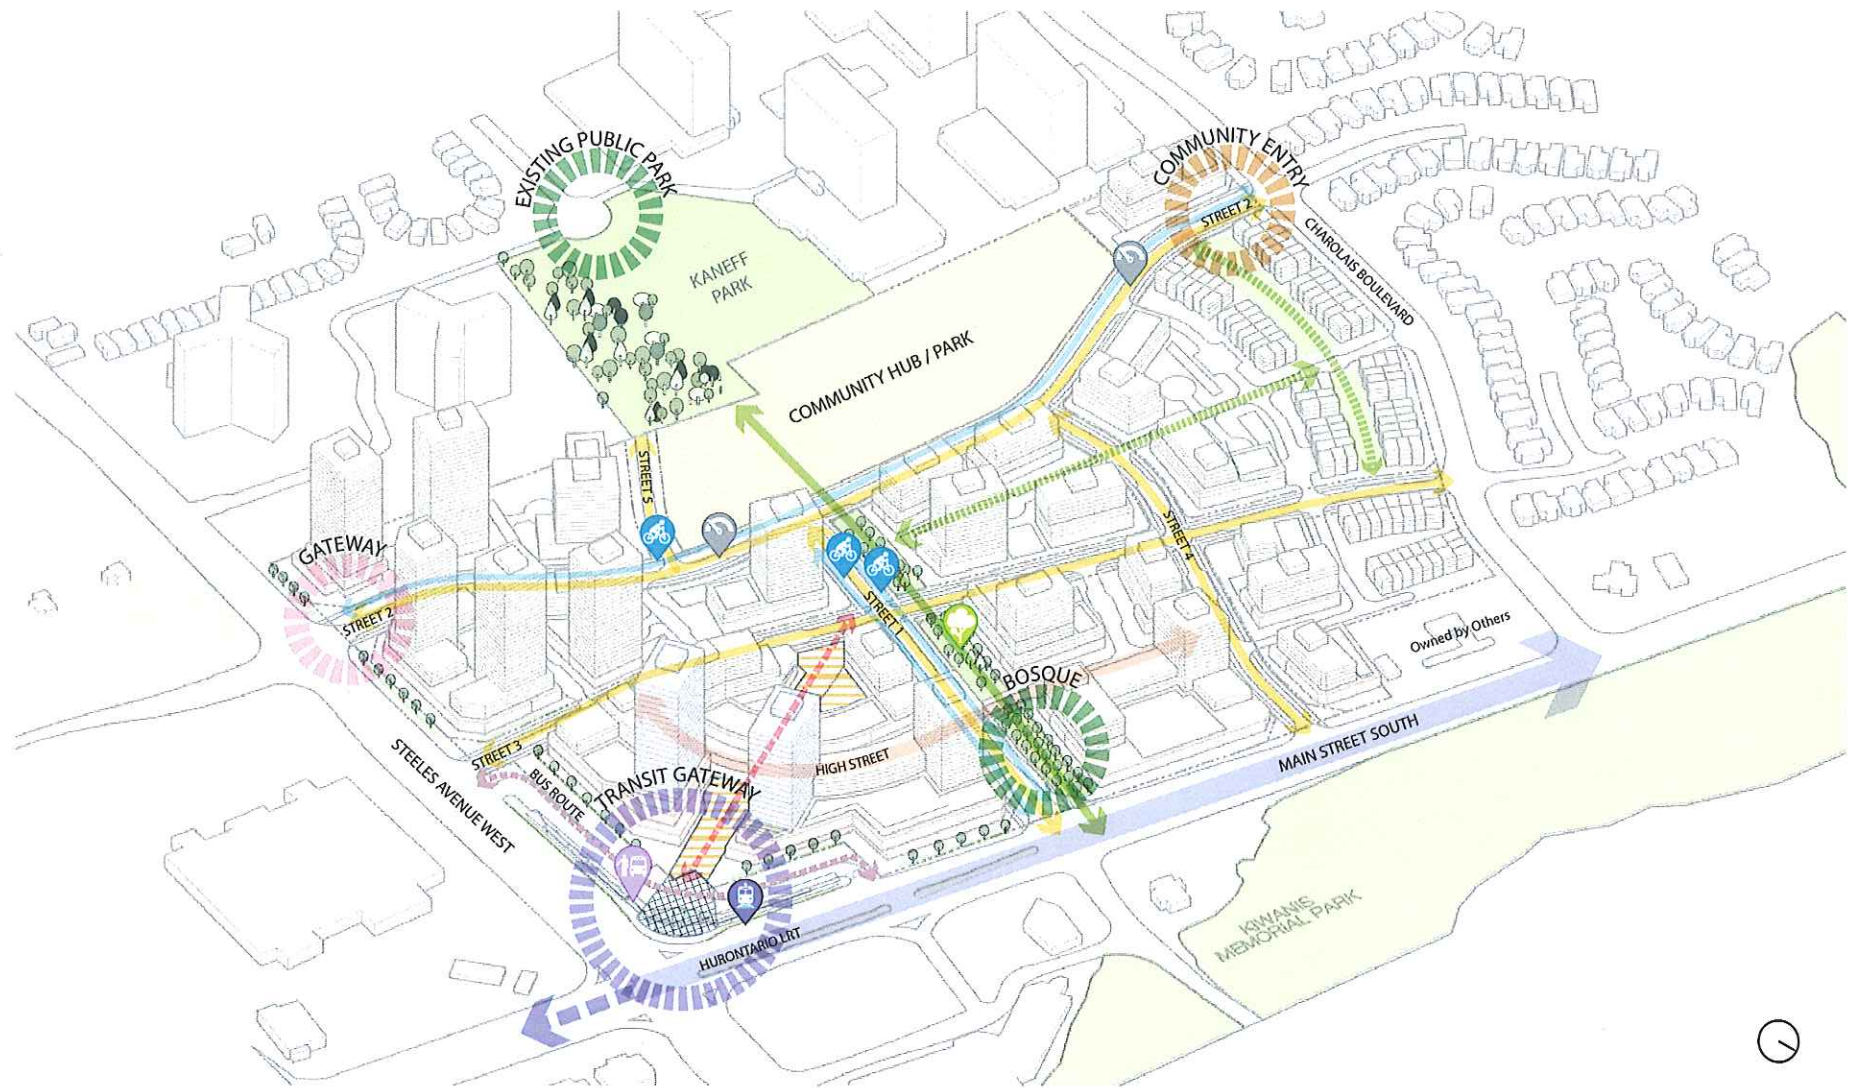 EXISTING PUBLIC PARK
COMMUNITY ENTRY
STREET 2
CHAROLAIS BOULEVARD
KANEFF
PARK
COMMUNITY HUB / PARK
STREET 5
GATEWAY
STREET 2
STREET 4
STREET 1
Owned by Others
BOSQUE
STREET 3
HIGH STREET
MAIN STREET SOUTH
BUS ROUTE
STEELES AVENUE WEST
TRANSIT GATEWAY
HURONTARIO LRT
KIWANIS
MEMORIAL PARK